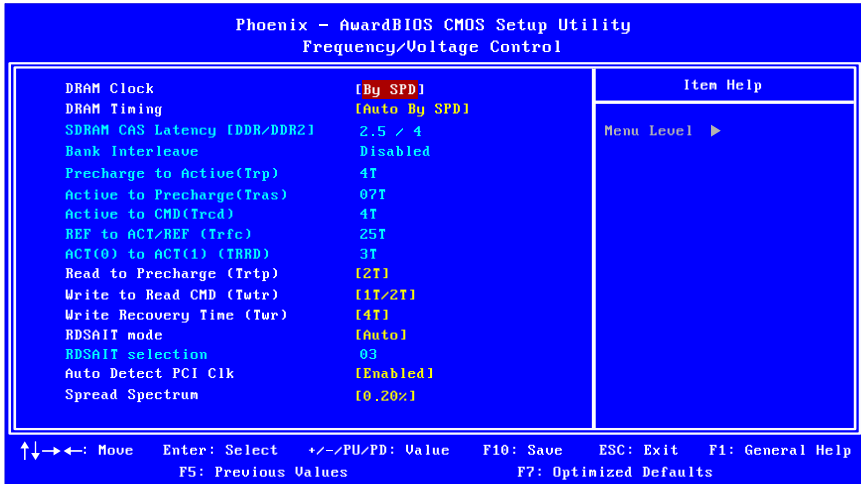 Phoenix – AwardBIOS CMOS Setup Utility
Frequency/Voltage Control
DRAM Clock [By SPD]
DRAM Timing [Auto By SPD]
SDRAM CAS Latency [DDR/DDR2] 2.5 / 4
Bank Interleave Disabled
Precharge to Active(Trp) 4T
Active to Precharge(Tras) 07T
Active to CMD(Trcd) 4T
REF to ACT/REF (Trfc) 25T
ACT(0) to ACT(1) (TRRD) 3T
Read to Precharge (Trtp) [2T]
Write to Read CMD (Twtr) [1T/2T]
Write Recovery Time (Twr) [4T]
RDSAIT mode [Auto]
RDSAIT selection 03
Auto Detect PCI Clk [Enabled]
Spread Spectrum [0.20%]
Item Help
Menu Level ▶
↑↓→←: Move Enter: Select +/-/PU/PD: Value F10: Save ESC: Exit F1: General Help
F5: Previous Values F7: Optimized Defaults